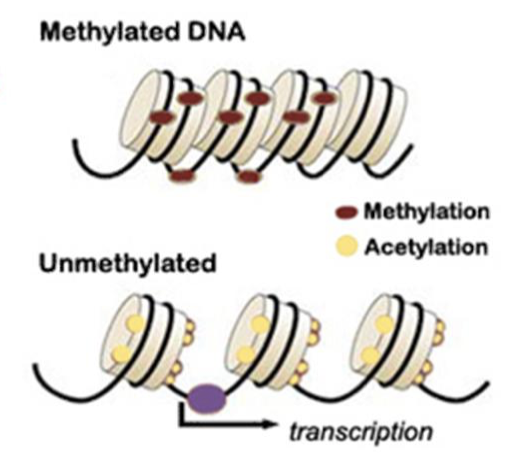 Methylated DNA
Methylation
Acetylation
Unmethylated
transcription